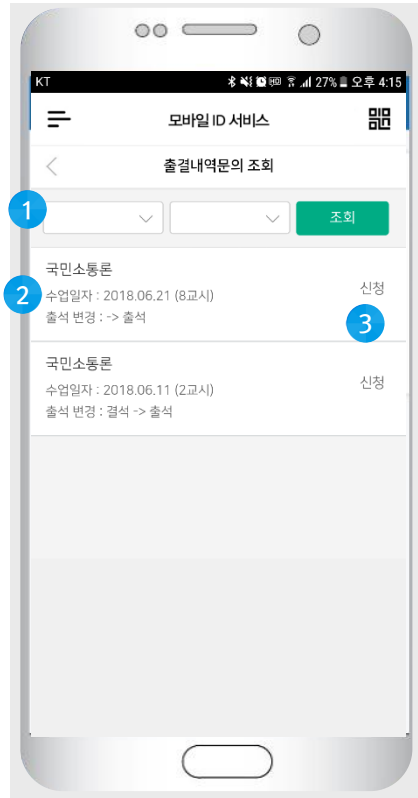 KT 27% 오후 4:15
모바일 ID 서비스
출결내역문의 조회
1 조회
국민소통론
신청
2 수업일자 : 2018.06.21 (8교시)
출석 변경 : -> 출석
3
국민소통론
신청
수업일자 : 2018.06.11 (2교시)
출석 변경 : 결석 -> 출석